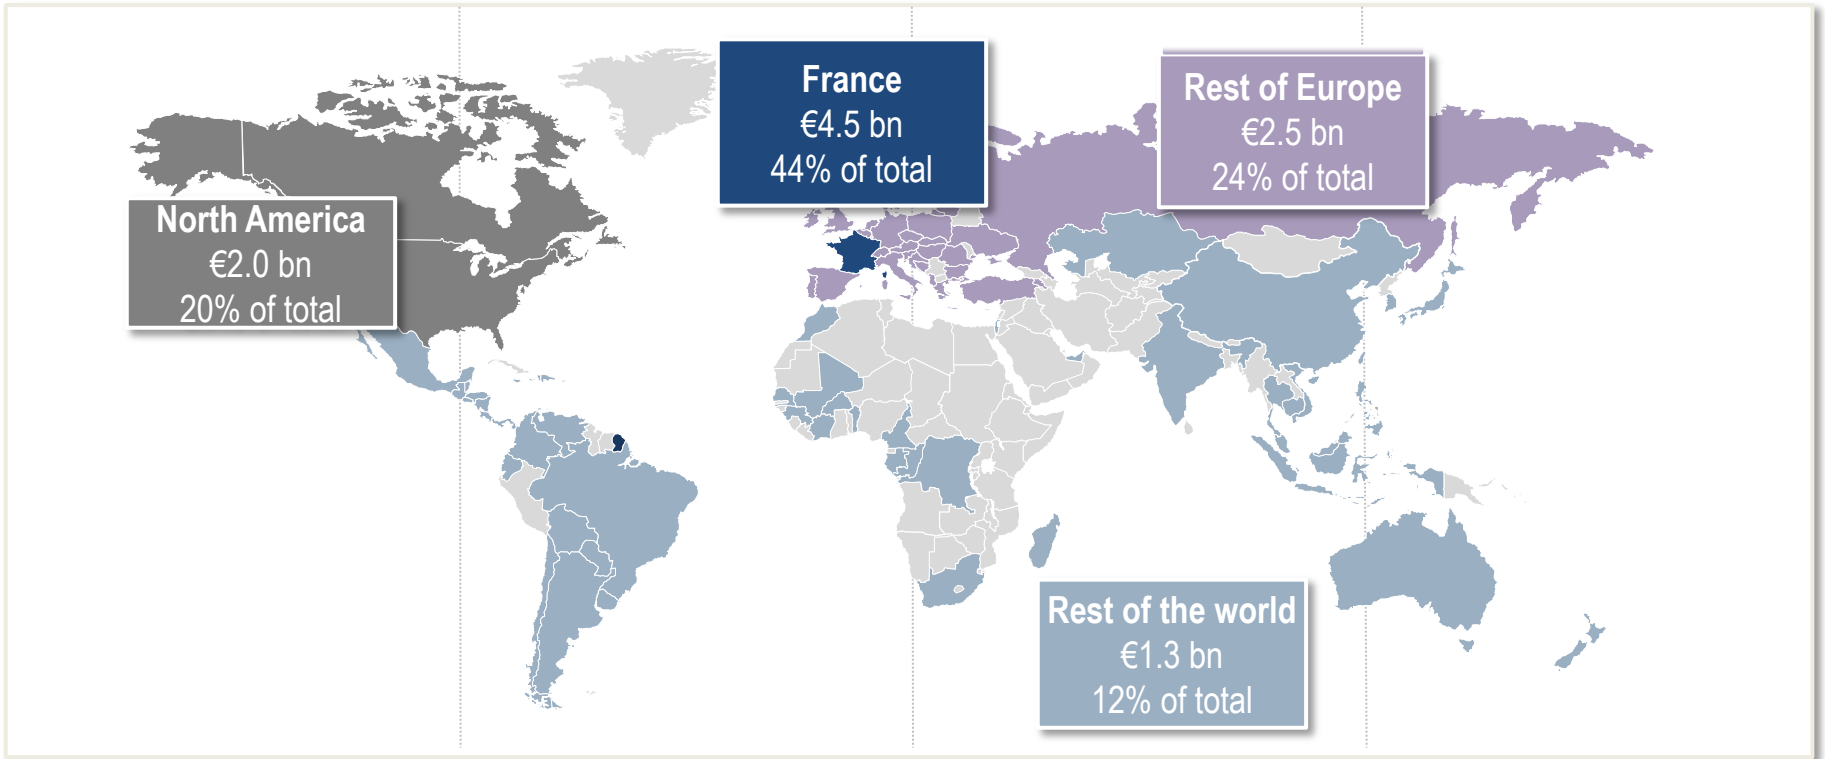 France
€4.5 bn
44% of total
Rest of Europe
€2.5 bn
24% of total
North America
€2.0 bn
20% of total
Rest of the world
€1.3 bn
12% of total